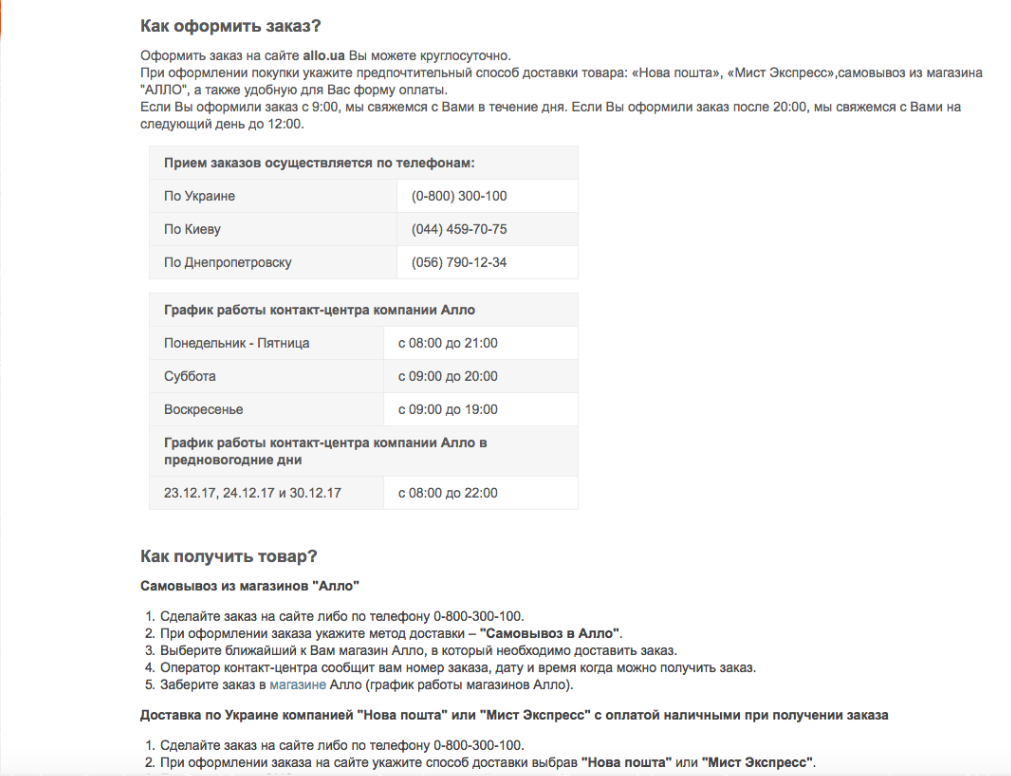 Как оформить заказ?
Оформить заказ на сайте allo.ua Вы можете круглосуточно.
При оформлении покупки укажите предпочтительный способ доставки товара: «Нова пошта», «Мист Экспресс»,самовывоз из магазина
"АЛЛО", а также удобную для Вас форму оплаты.
Если Вы оформили заказ с 9:00, мы свяжемся с Вами в течение дня. Если Вы оформили заказ после 20:00, мы свяжемся с Вами на
следующий день до 12:00.
Прием заказов осуществляется по телефонам:
По Украине (0-800) 300-100
По Киеву (044) 459-70-75
По Днепропетровску (056) 790-12-34
График работы контакт-центра компании Алло
Понедельник - Пятница с 08:00 до 21:00
Суббота с 09:00 до 20:00
Воскресенье с 09:00 до 19:00
График работы контакт-центра компании Алло в
предновогодние дни
23.12.17, 24.12.17 и 30.12.17 с 08:00 до 22:00
Как получить товар?
Самовывоз из магазинов "Алло"
1. Сделайте заказ на сайте либо по телефону 0-800-300-100.
2. При оформлении заказа укажите метод доставки – "Самовывоз в Алло".
3. Выберите ближайший к Вам магазин Алло, в который необходимо доставить заказ.
4. Оператор контакт-центра сообщит вам номер заказа, дату и время когда можно получить заказ.
5. Заберите заказ в магазине Алло (график работы магазинов Алло).
Доставка по Украине компанией "Нова пошта" или "Мист Экспресс" с оплатой наличными при получении заказа
1. Сделайте заказ на сайте либо по телефону 0-800-300-100.
2. При оформлении заказа на сайте укажите способ доставки выбрав "Нова пошта" или "Мист Экспресс".